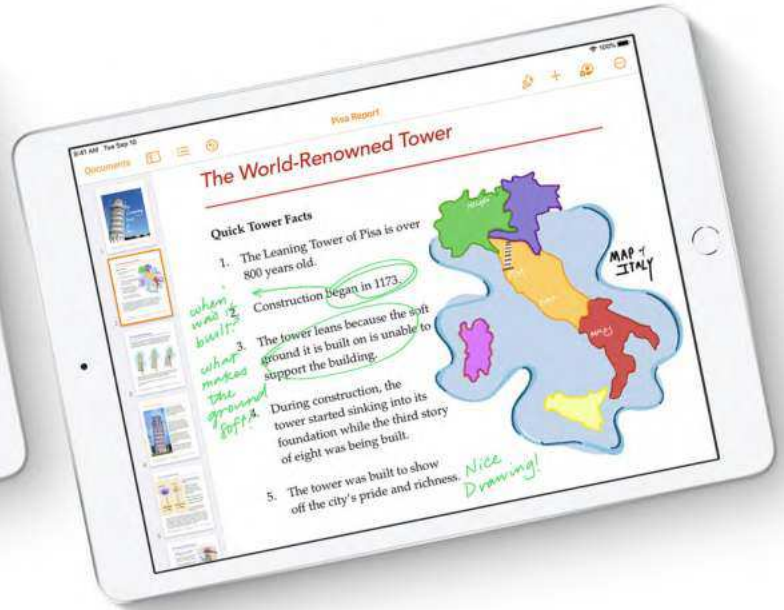 9:41 AM Tue Sep 10
100%
Documents
Pisa Report
The World-Renowned Tower
Quick Tower Facts
1. The Leaning Tower of Pisa is over
800 years old.
2. Construction began in 1173.
3. The tower leans because the soft
ground it is built on is unable to
support the building.
4. During construction, the
tower started sinking into its
foundation while the third story
of eight was being built.
5. The tower was built to show
off the city's pride and richness.
when
was it
built?
what
makes
the
ground
soft?
Nice
Drawing!
MAP of
ITALY